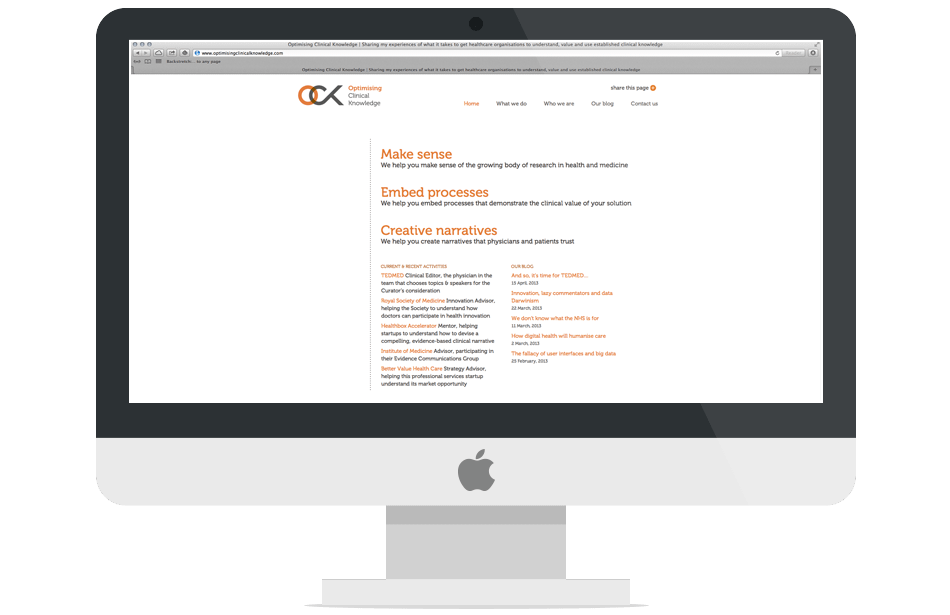 Optimising Clinical Knowledge | Sharing my experiences of what it takes to get healthcare organisations to understand, value and use established clinical knowledge
www.optimisingclinicalknowledge.com
Backstretch: : to any page
Optimising Clinical Knowledge | Sharing my experiences of what it takes to get healthcare organisations to understand, value and use established clinical knowledge
share this page
OCK
Optimising
Clinical
Knowledge
Home What we do Who we are Our blog Contact us
Make sense
We help you make sense of the growing body of research in health and medicine
Embed processes
We help you embed processes that demonstrate the clinical value of your solution
Creative narratives
We help you create narratives that physicians and patients trust
CURRENT & RECENT ACTIVITIES
TEDMED Clinical Editor, the physician in the
team that chooses topics & speakers for the
Curator's consideration
Royal Society of Medicine Innovation Advisor,
helping the Society to understand how
doctors can participate in health innovation
Healthbox Accelerator Mentor, helping
startups to understand how to devise a
compelling, evidence-based clinical narrative
Institute of Medicine Advisor, participating in
their Evidence Communications Group
Better Value Health Care Strategy Advisor,
helping this professional services startup
understand its market opportunity
OUR BLOG
And so, it's time for TEDMED...
15 April, 2013
Innovation, lazy commentators and data
Darwinism
22 March, 2013
We don't know what the NHS is for
11 March, 2013
How digital health will humanise care
2 March, 2013
The fallacy of user interfaces and big data
25 February, 2013